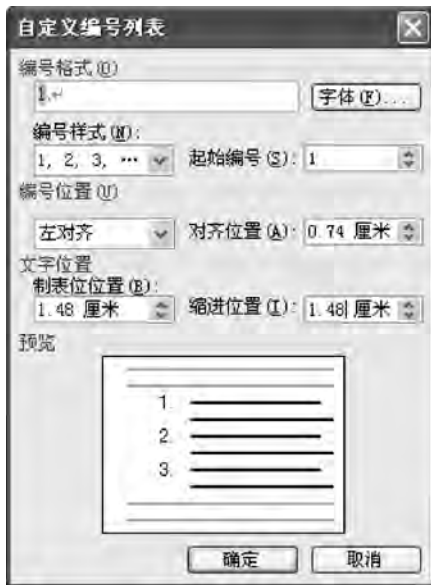 自定义编号列表
编号格式(O)
1.↵
字体(F)...
编号样式(N):
1, 2, 3, …
起始编号(S): 1
编号位置(U)
左对齐
对齐位置(A): 0.74 厘米
文字位置
制表位位置(B):
1.48 厘米
缩进位置(I): 1.48 厘米
预览
1.
2.
3.
确定
取消